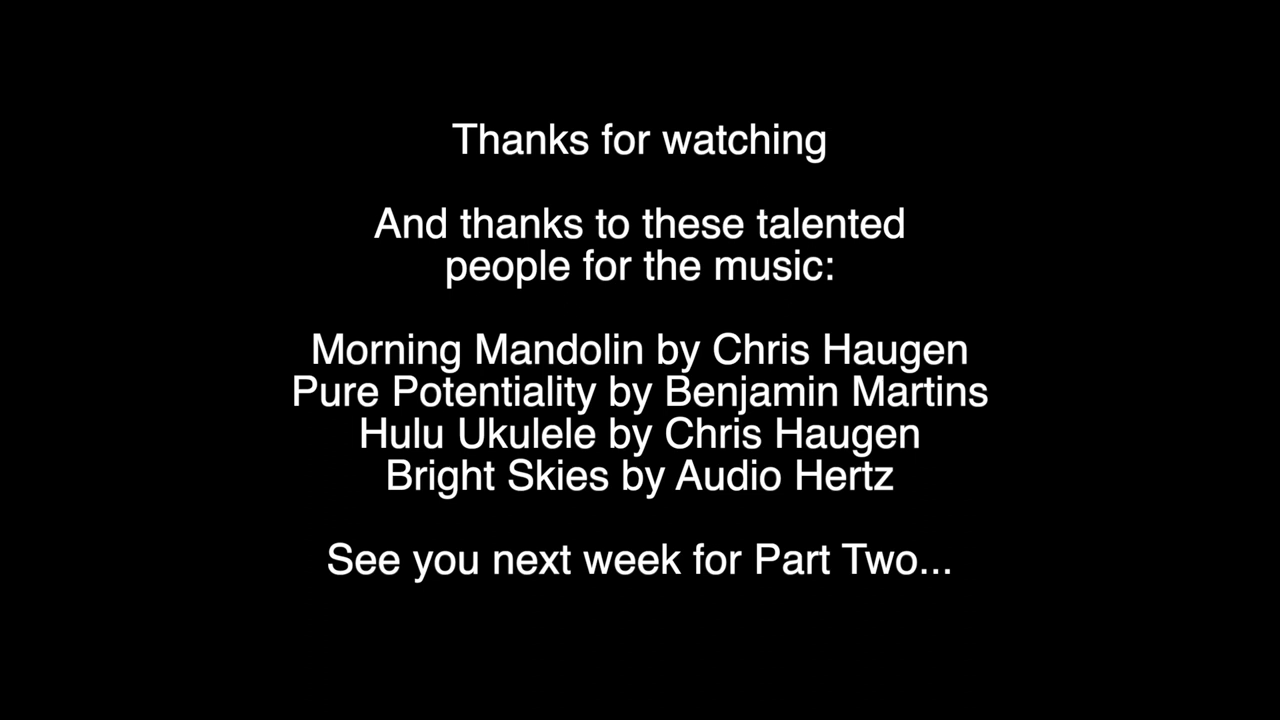 Thanks for watching
And thanks to these talented
people for the music:
Morning Mandolin by Chris Haugen
Pure Potentiality by Benjamin Martins
Hulu Ukulele by Chris Haugen
Bright Skies by Audio Hertz
See you next week for Part Two...